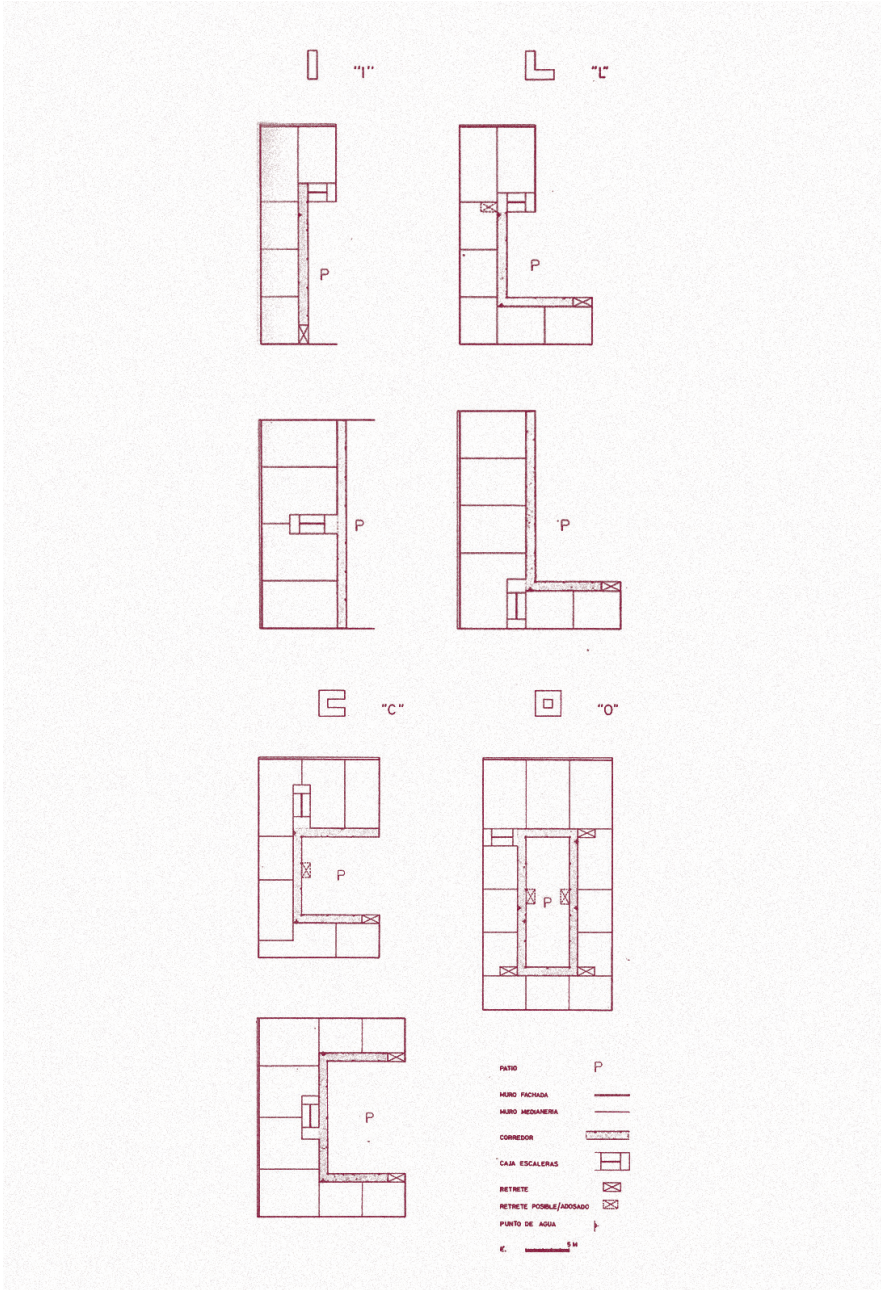 "I"
"L"
P
P
P
P
"C"
"O"
P
P
P
PATIO P
MURO FACHADA
MURO MEDIANERIA
CORREDOR
CAJA ESCALERAS
RETRETE
RETRETE POSIBLE/ADOSADO
PUNTO DE AGUA
E. 5 M